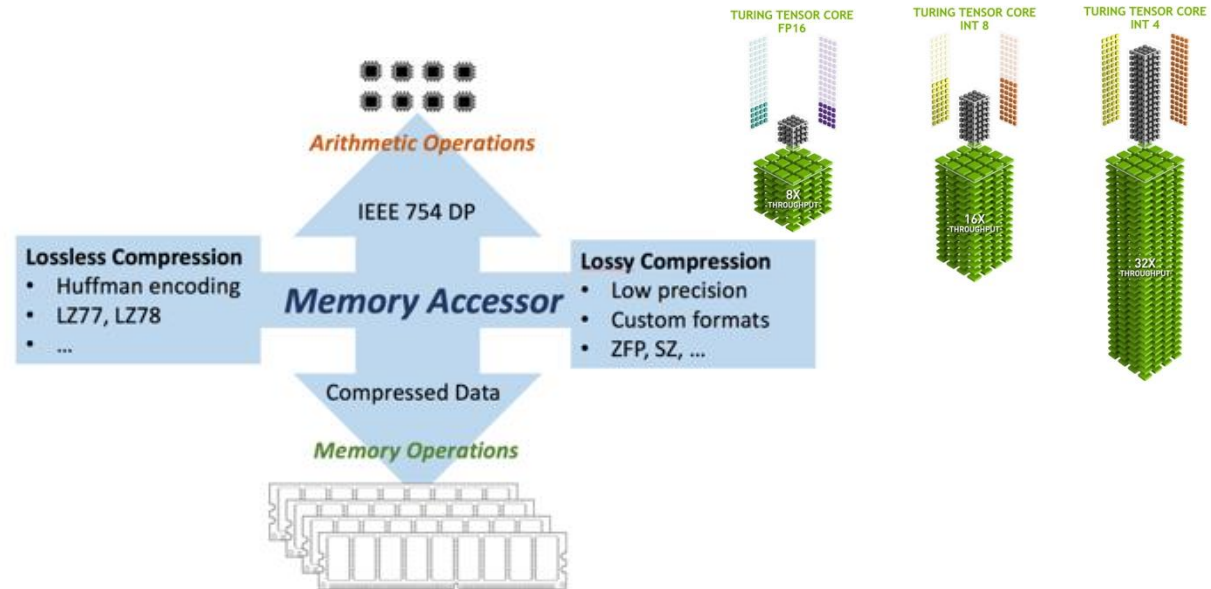 TURING TENSOR CORE
FP16
TURING TENSOR CORE
INT 8
TURING TENSOR CORE
INT 4
8X
THROUGHPUT
16X
THROUGHPUT
32X
THROUGHPUT
Arithmetic Operations
IEEE 754 DP
Lossless Compression
• Huffman encoding
• LZ77, LZ78
• ...
Memory Accessor
Lossy Compression
• Low precision
• Custom formats
• ZFP, SZ, ...
Compressed Data
Memory Operations